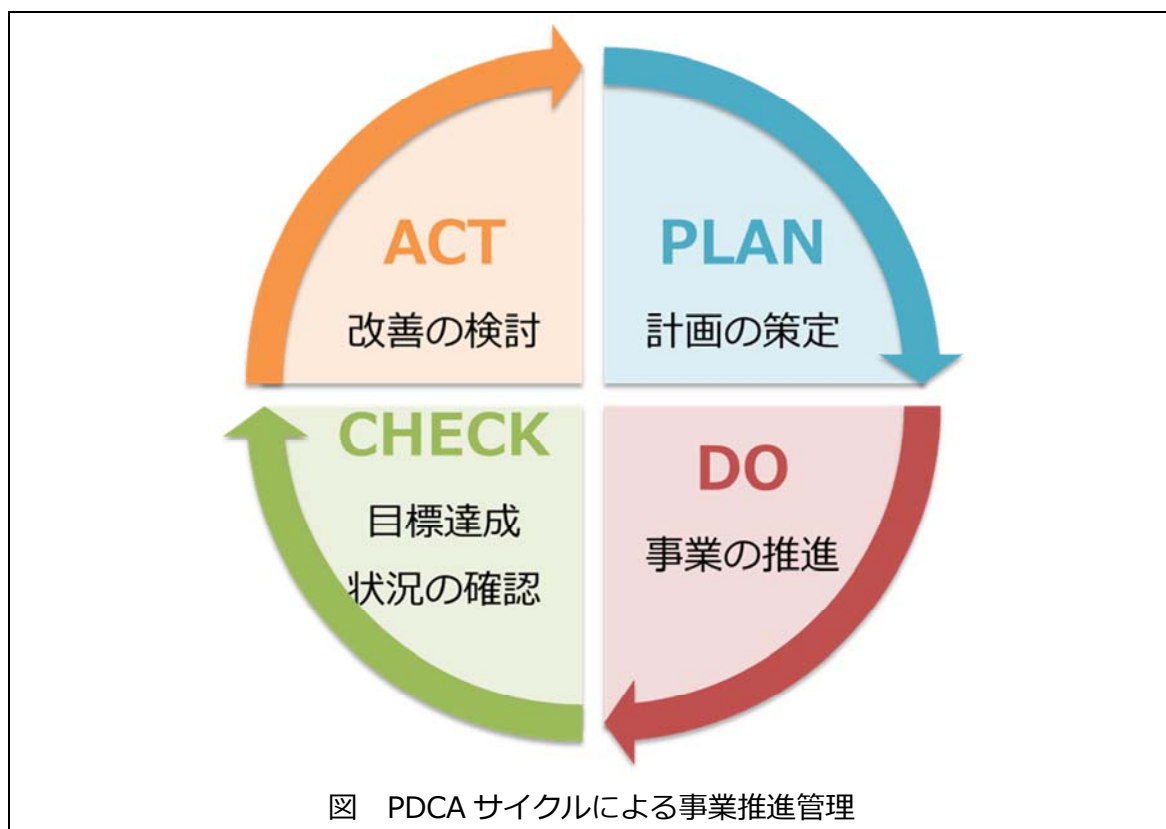 ACT
改善の検討
PLAN
計画の策定
CHECK
目標達成
状況の確認
DO
事業の推進
図　PDCA サイクルによる事業推進管理